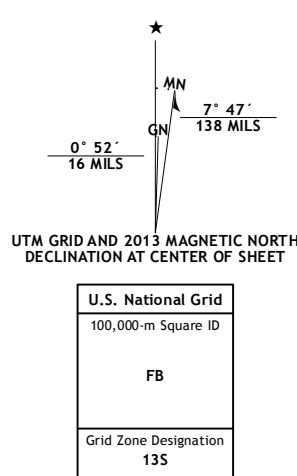 MN
GN
7° 47´
138 MILS
0° 52´
16 MILS
UTM GRID AND 2013 MAGNETIC NORTH
DECLINATION AT CENTER OF SHEET
U.S. National Grid
100,000-m Square ID
FB
Grid Zone Designation
13S